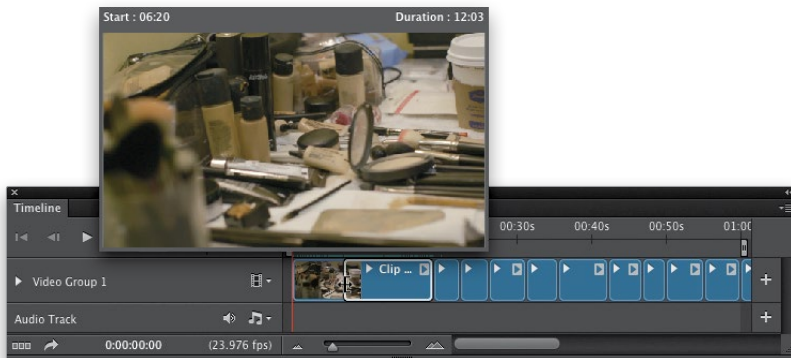 Start : 06:20
Duration : 12:03
Timeline
00:30s
00:40s
00:50s
01:00
Video Group 1
Clip ...
Audio Track
0:00:00:00
(23.976 fps)